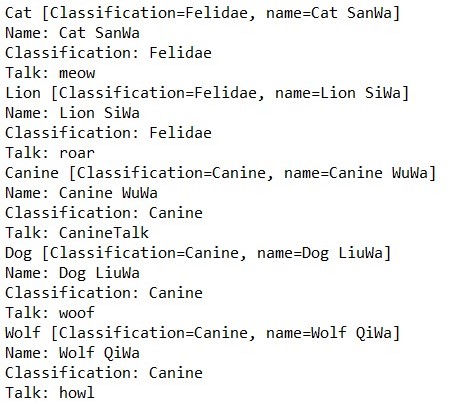 Cat [Classification=Felidae, name=Cat SanWa]
Name: Cat SanWa
Classification: Felidae
Talk: meow
Lion [Classification=Felidae, name=Lion SiWa]
Name: Lion SiWa
Classification: Felidae
Talk: roar
Canine [Classification=Canine, name=Canine WuWa]
Name: Canine WuWa
Classification: Canine
Talk: CanineTalk
Dog [Classification=Canine, name=Dog LiuWa]
Name: Dog LiuWa
Classification: Canine
Talk: woof
Wolf [Classification=Canine, name=Wolf QiWa]
Name: Wolf QiWa
Classification: Canine
Talk: howl